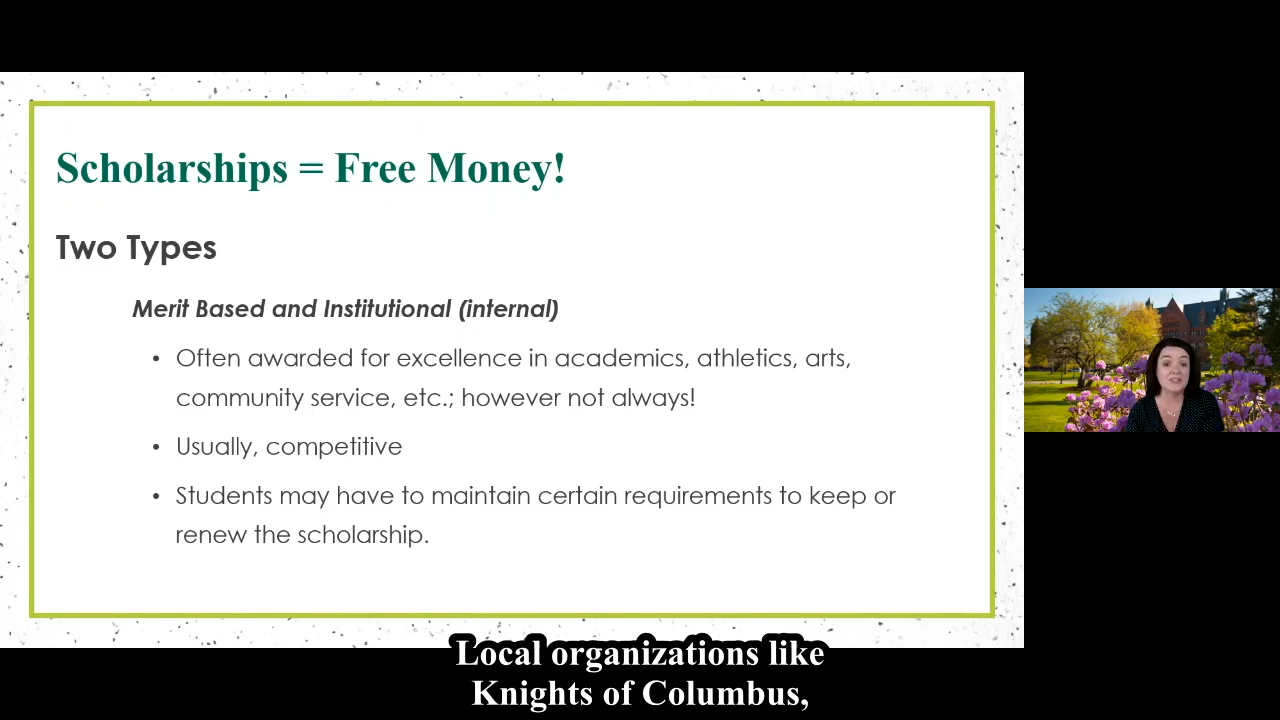 Scholarships = Free Money!
Two Types
Merit Based and Institutional (internal)
• Often awarded for excellence in academics, athletics, arts,
community service, etc.; however not always!
• Usually, competitive
• Students may have to maintain certain requirements to keep or
renew the scholarship.
Local organizations like
Knights of Columbus,